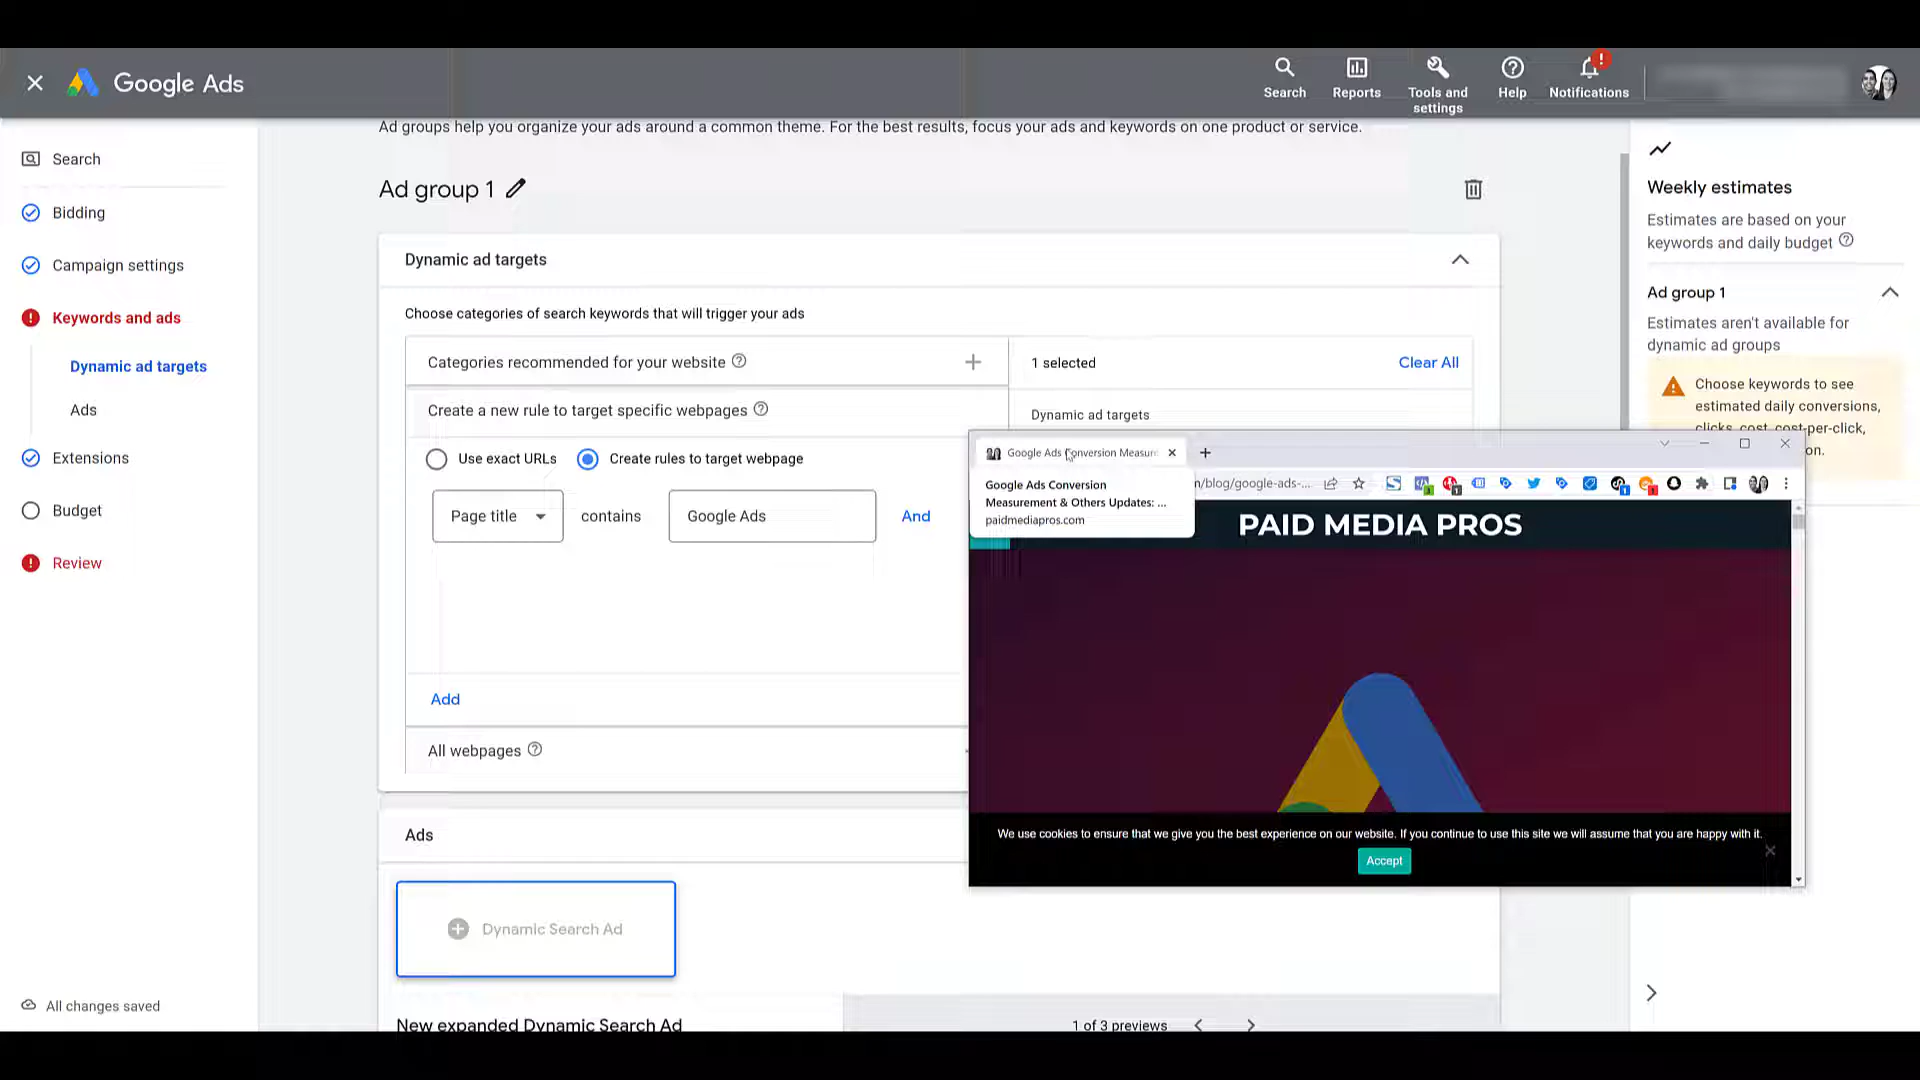 Google Ads
Search
Reports
Tools and
settings
Help
Notifications
Ad groups help you organize your ads around a common theme. For the best results, focus your ads and keywords on one product or service.
Search
Bidding
Campaign settings
Keywords and ads
Dynamic ad targets
Ads
Extensions
Budget
Review
All changes saved
Ad group 1
Dynamic ad targets
Choose categories of search keywords that will trigger your ads
Categories recommended for your website
Create a new rule to target specific webpages
Use exact URLs
Create rules to target webpage
Page title
contains
Google Ads
And
Add
All webpages
1 selected
Clear All
Dynamic ad targets
Ads
Dynamic Search Ad
New expanded Dynamic Search Ad
1 of 3 previews
Google Ads Conversion Measure
Google Ads Conversion
Measurement & Others Updates: ...
paidmediapros.com
/blog/google-ads-...
PAID MEDIA PROS
We use cookies to ensure that we give you the best experience on our website. If you continue to use this site we will assume that you are happy with it.
Accept
Weekly estimates
Estimates are based on your
keywords and daily budget
Ad group 1
Estimates aren't available for
dynamic ad groups
Choose keywords to see
estimated daily conversions,
clicks, cost, cost-per-click,
on.